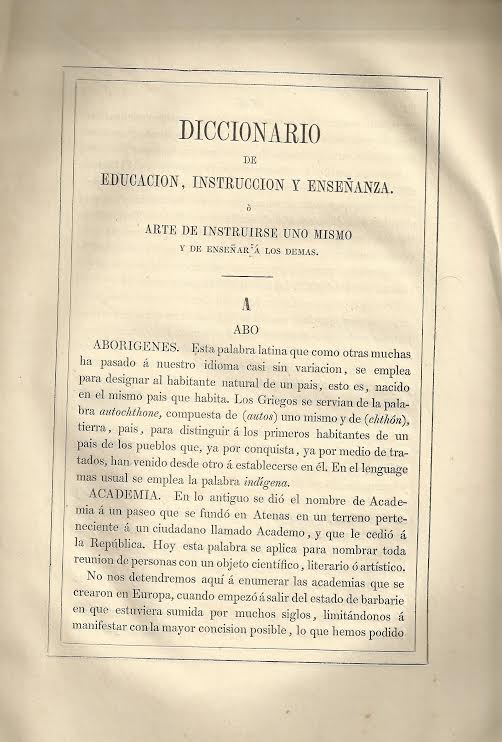 DICCIONARIO
DE
EDUCACION, INSTRUCCION Y ENSEÑANZA.
ò
ARTE DE INSTRUIRSE UNO MISMO
Y DE ENSEÑAR Á LOS DEMAS.
A
ABO
ABORIGENES. Esta palabra latina que como otras muchas
ha pasado á nuestro idioma casi sin variacion, se emplea
para designar al habitante natural de un pais, esto es, nacido
en el mismo pais que habita. Los Griegos se servian de la pala-
bra autochthone, compuesta de (autos) uno mismo y de (chthón),
tierra, pais, para distinguir á los primeros habitantes de un
pais de los pueblos que, ya por conquista, ya por medio de tra-
tados, han venido desde otro á establecerse en él. En el lenguage
mas usual se emplea la palabra indígena.
ACADEMIA. En lo antiguo se dió el nombre de Acade-
mia á un paseo que se fundó en Atenas en un terreno perte-
neciente á un ciudadano llamado Academo, y que le cedió á
la República. Hoy esta palabra se aplica para nombrar toda
reunion de personas con un objeto científico, literario ó artístico.
No nos detendremos aquí á enumerar las academias que se
crearon en Europa, cuando empezó á salir del estado de barbarie
en que estuviera sumida por muchos siglos, limitándonos á
manifestar con la mayor concision posible, lo que hemos podido